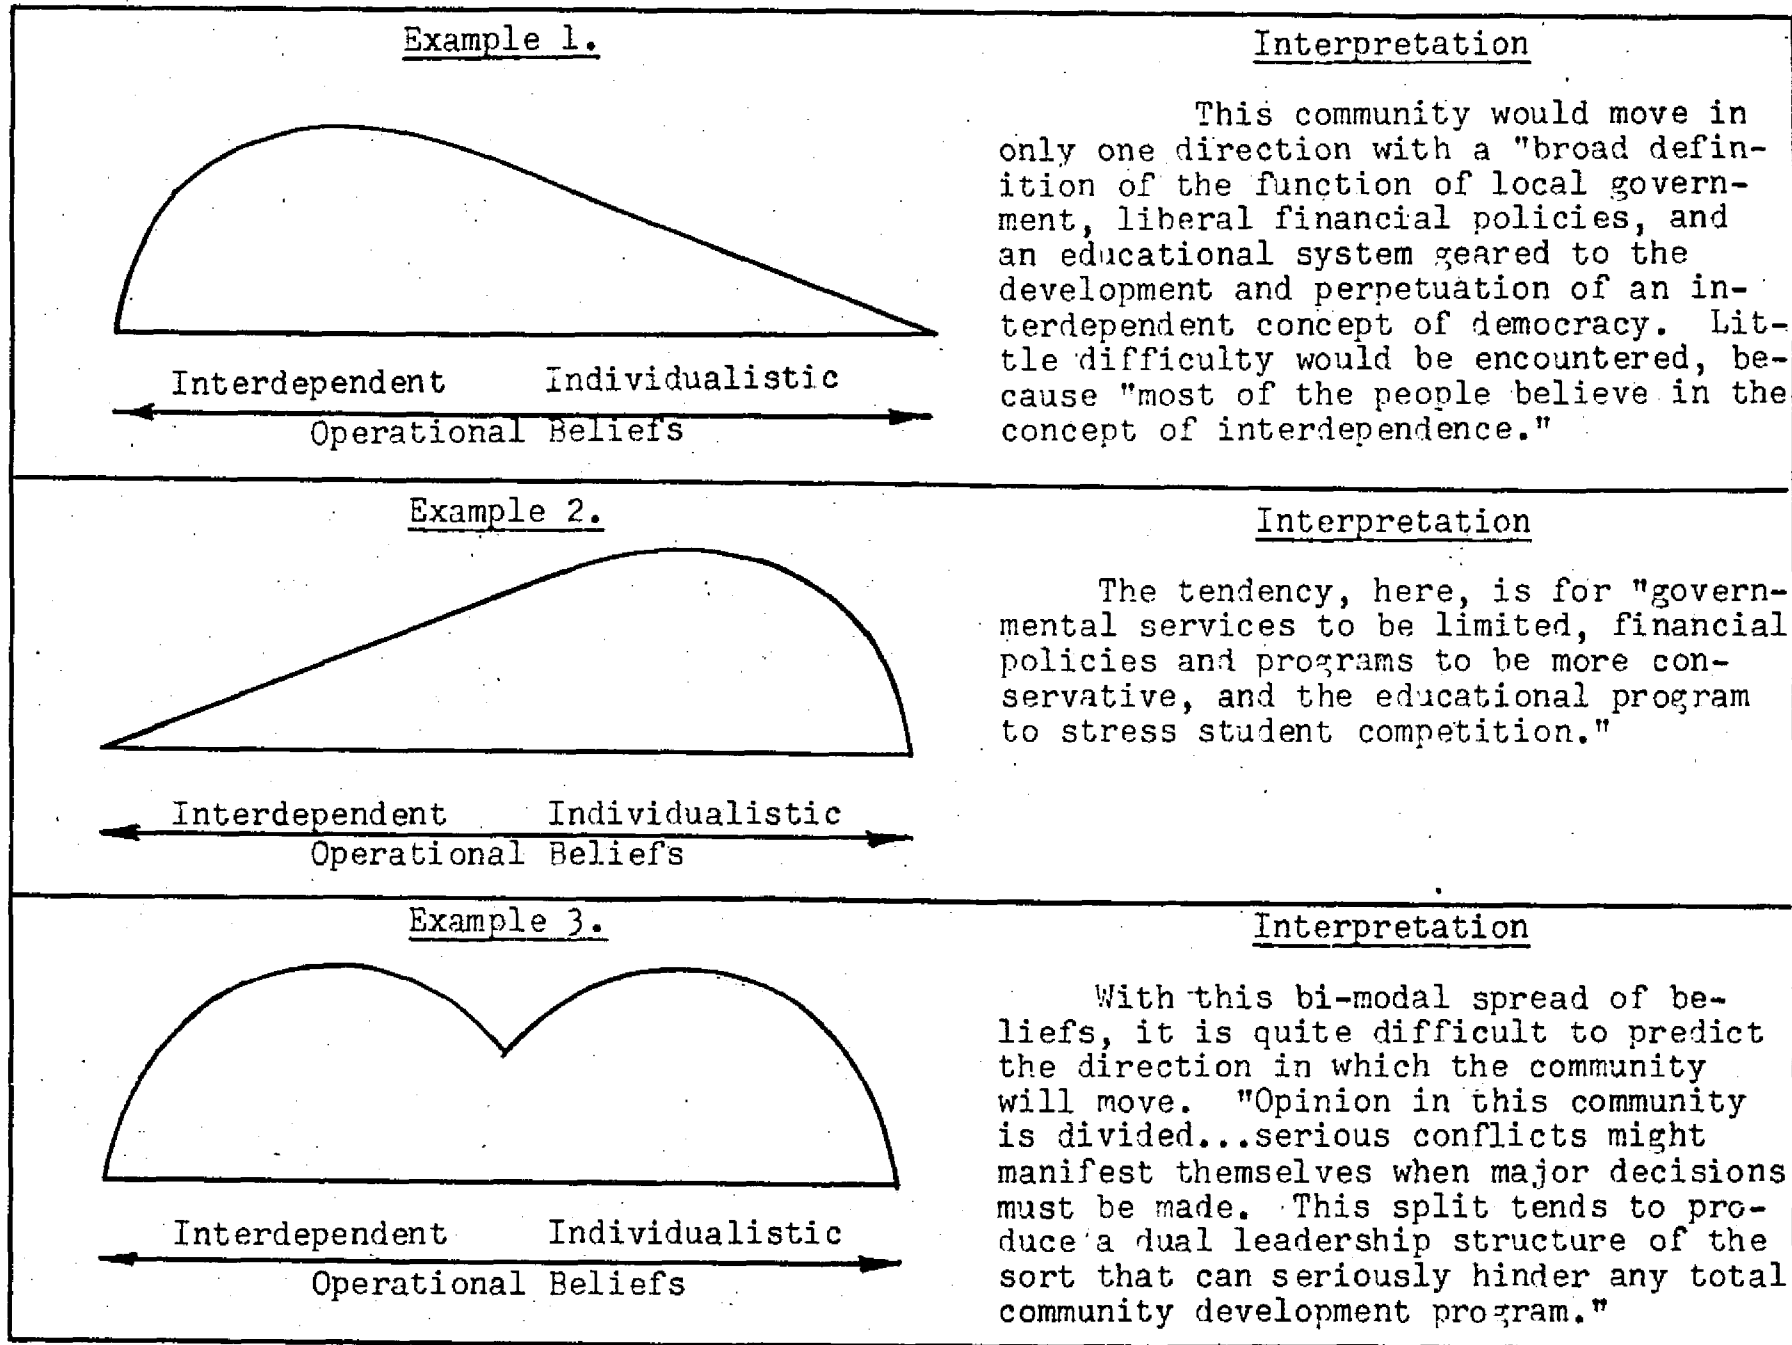 Example 1.
Interpretation
This community would move in
only one direction with a "broad defin-
ition of the function of local govern-
ment, liberal financial policies, and
an educational system geared to the
development and perpetuation of an in-
terdependent concept of democracy. Lit-
tle difficulty would be encountered, be-
cause "most of the people believe in the
concept of interdependence."
Interdependent Individualistic
Operational Beliefs
Example 2.
Interpretation
The tendency, here, is for "govern-
mental services to be limited, financial
policies and programs to be more con-
servative, and the educational program
to stress student competition."
Interdependent Individualistic
Operational Beliefs
Example 3.
Interpretation
With this bi-modal spread of be-
liefs, it is quite difficult to predict
the direction in which the community
will move. "Opinion in this community
is divided...serious conflicts might
manifest themselves when major decisions
must be made. This split tends to pro-
duce a dual leadership structure of the
sort that can seriously hinder any total
community development program."
Interdependent Individualistic
Operational Beliefs